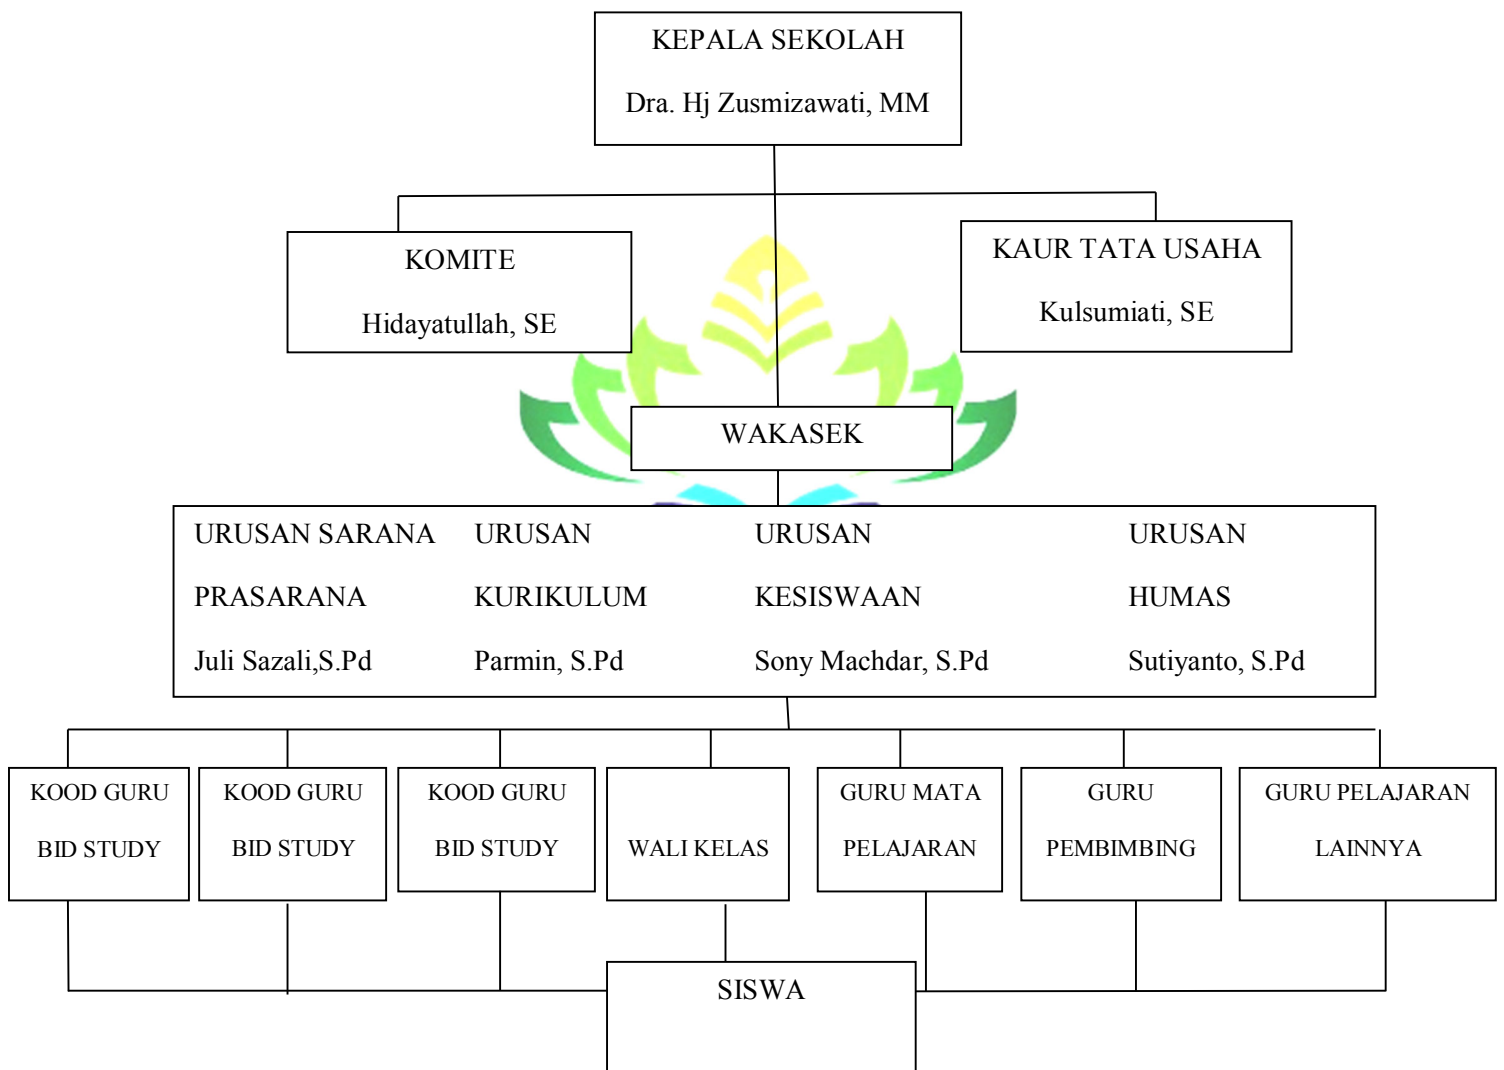 KEPALA SEKOLAH
Dra. Hj Zusmizawati, MM
KOMITE
Hidayatullah, SE
KAUR TATA USAHA
Kulsumiati, SE
WAKASEK
URUSAN SARANA
PRASARANA
Juli Sazali,S.Pd
URUSAN
KURIKULUM
Parmin, S.Pd
URUSAN
KESISWAAN
Sony Machdar, S.Pd
URUSAN
HUMAS
Sutiyanto, S.Pd
KOOD GURU
BID STUDY
KOOD GURU
BID STUDY
KOOD GURU
BID STUDY
WALI KELAS
GURU MATA
PELAJARAN
GURU
PEMBIMBING
GURU PELAJARAN
LAINNYA
SISWA